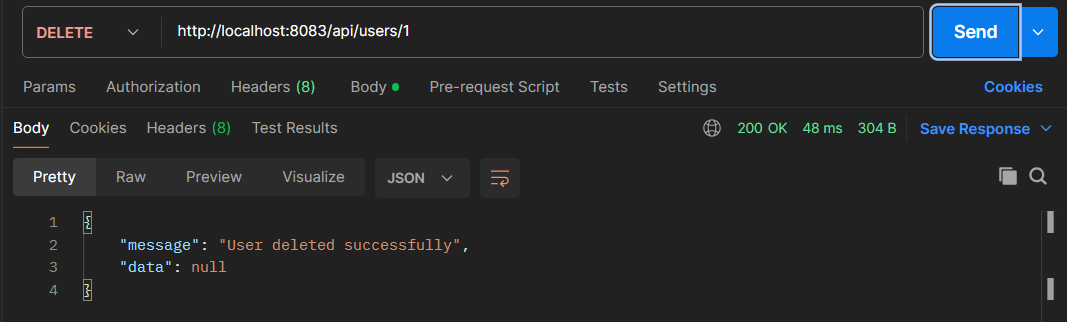 DELETE http://localhost:8083/api/users/1 Send
Params Authorization Headers (8) Body Pre-request Script Tests Settings Cookies
Body Cookies Headers (8) Test Results 200 OK 48 ms 304 B Save Response
Pretty Raw Preview Visualize JSON
1 {
2 "message": "User deleted successfully",
3 "data": null
4 }